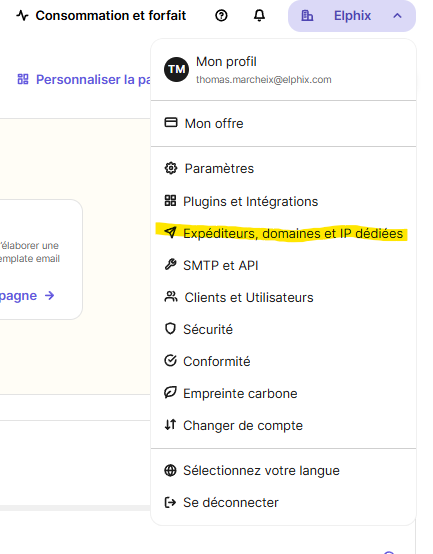 Consommation et forfait
Elphix
TM
Mon profil
thomas.marcheix@elphix.com
Personnaliser la pa
Mon offre
Paramètres
Plugins et Intégrations
Expéditeurs, domaines et IP dédiées
'élaborer une
emplate email
SMTP et API
pagne
Clients et Utilisateurs
Sécurité
Conformité
Empreinte carbone
Changer de compte
Sélectionnez votre langue
Se déconnecter